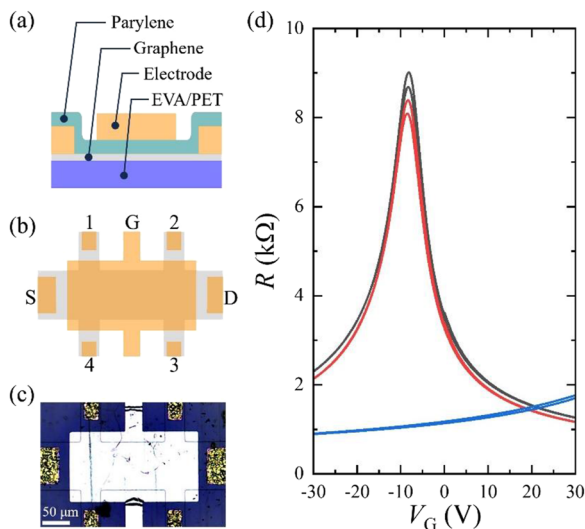 (a)
Parylene
Graphene
Electrode
EVA/PET
(b)
1 G 2
S D
4 3
(c)
50 μm
(d)
R (kΩ)
10
8
6
4
2
0
-30 -20 -10 0 10 20 30
V_G (V)